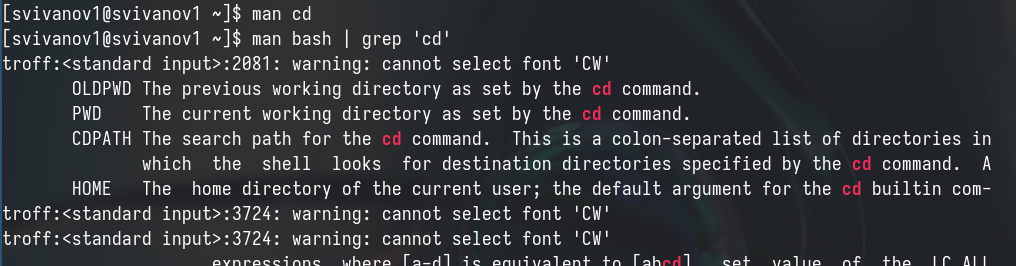 [svivanov1@svivanov1 ~]$ man cd
[svivanov1@svivanov1 ~]$ man bash | grep 'cd'
troff:<standard input>:2081: warning: cannot select font 'CW'
OLDPWD The previous working directory as set by the cd command.
PWD    The current working directory as set by the cd command.
CDPATH The search path for the cd command.  This is a colon-separated list of directories in
which  the  shell  looks  for destination directories specified by the cd command.  A
HOME   The  home directory of the current user; the default argument for the cd builtin com-
troff:<standard input>:3724: warning: cannot select font 'CW'
troff:<standard input>:3724: warning: cannot select font 'CW'
expressions  where [a-d] is equivalent to [abcd]   set  value  of  the  LC_ALL